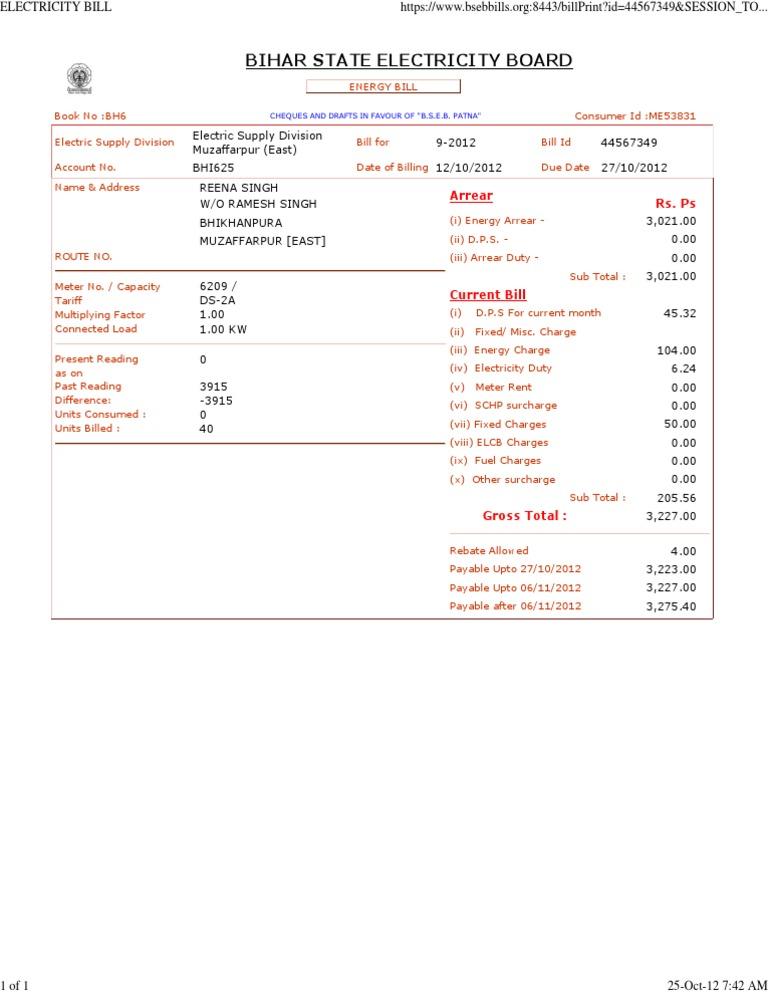 ELECTRICITY BILL https://www.bsebbills.org:8443/billPrint?id=44567349&SESSION_TO...
BIHAR STATE ELECTRICITY BOARD
ENERGY BILL
Book No :BH6 CHEQUES AND DRAFTS IN FAVOUR OF "B.S.E.B. PATNA" Consumer Id :ME53831
Electric Supply Division Electric Supply Division Muzaffarpur (East) Bill for 9-2012 Bill Id 44567349
Account No. BHI625 Date of Billing 12/10/2012 Due Date 27/10/2012
Name & Address REENA SINGH
W/O RAMESH SINGH
BHIKHANPURA
MUZAFFARPUR [EAST]
ROUTE NO.
Meter No. / Capacity 6209 /
Tariff DS-2A
Multiplying Factor 1.00
Connected Load 1.00 KW
Present Reading 0
as on
Past Reading 3915
Difference: -3915
Units Consumed : 0
Units Billed : 40
Arrear
Rs. Ps
(i) Energy Arrear - 3,021.00
(ii) D.P.S. - 0.00
(iii) Arrear Duty - 0.00
Sub Total : 3,021.00
Current Bill
(i) D.P.S For current month 45.32
(ii) Fixed/ Misc. Charge
(iii) Energy Charge 104.00
(iv) Electricity Duty 6.24
(v) Meter Rent 0.00
(vi) SCHP surcharge 0.00
(vii) Fixed Charges 50.00
(viii) ELCB Charges 0.00
(ix) Fuel Charges 0.00
(x) Other surcharge 0.00
Sub Total : 205.56
Gross Total : 3,227.00
Rebate Allowed 4.00
Payable Upto 27/10/2012 3,223.00
Payable Upto 06/11/2012 3,227.00
Payable after 06/11/2012 3,275.40
1 of 1 25-Oct-12 7:42 AM